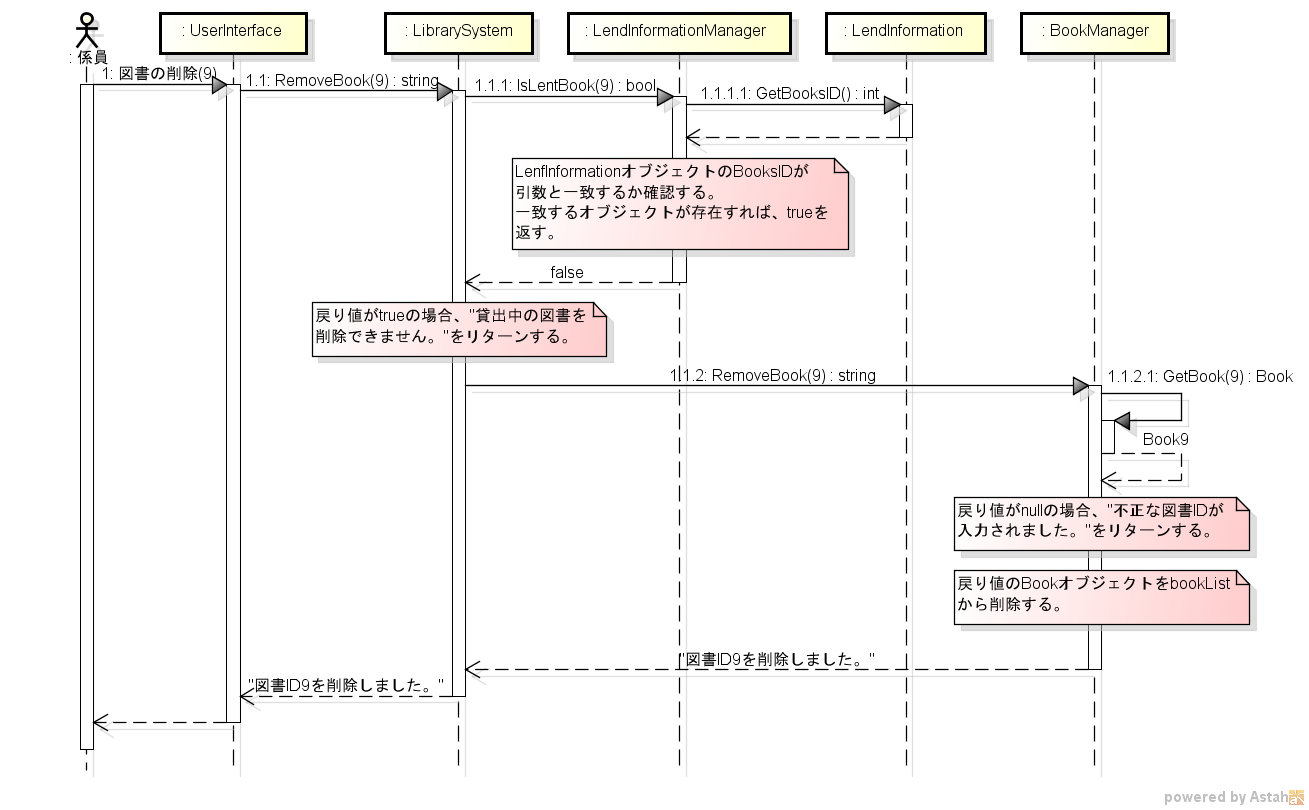 : UserInterface
: LibrarySystem
: LendInformationManager
: LendInformation
: BookManager
: 係員
1: 図書の削除(9)
1.1: RemoveBook(9) : string
1.1.1: IsLentBook(9) : bool
1.1.1.1: GetBooksID() : int
LenfInformationオブジェクトのBooksIDが
引数と一致するか確認する。
一致するオブジェクトが存在すれば、trueを
返す。
false
戻り値がtrueの場合、"貸出中の図書を
削除できません。"をリターンする。
1.1.2: RemoveBook(9) : string
1.1.2.1: GetBook(9) : Book
Book9
戻り値がnullの場合、"不正な図書IDが
入力されました。"をリターンする。
戻り値のBookオブジェクトをbookList
から削除する。
"図書ID9を削除しました。"
"図書ID9を削除しました。"
powered by Astah